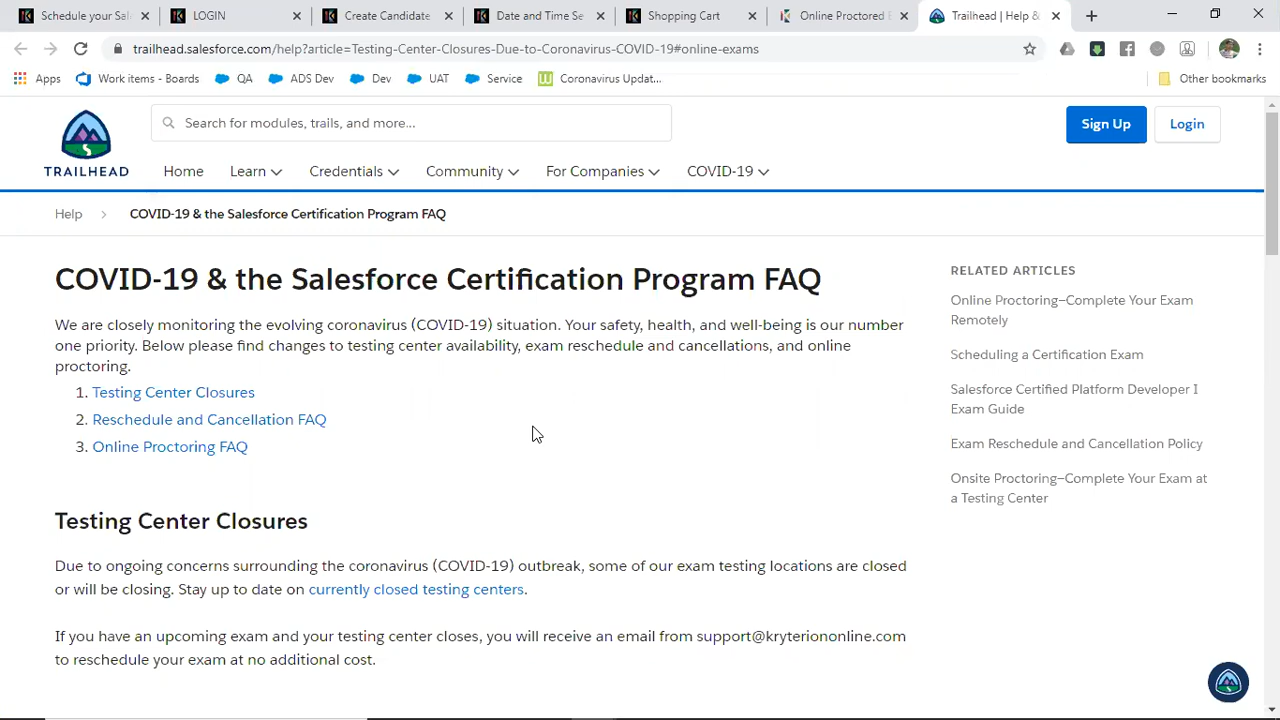 Schedule your Sal
LOGIN
Create Candidate
Date and Time Se
Shopping Cart
Online Proctored E
Trailhead | Help &
trailhead.salesforce.com/help?article=Testing-Center-Closures-Due-to-Coronavirus-COVID-19#online-exams
Apps
Work items - Boards
QA
ADS Dev
Dev
UAT
Service
Coronavirus Updat...
Other bookmarks
Search for modules, trails, and more...
Sign Up
Login
TRAILHEAD
Home
Learn
Credentials
Community
For Companies
COVID-19
Help
COVID-19 & the Salesforce Certification Program FAQ
COVID-19 & the Salesforce Certification Program FAQ
We are closely monitoring the evolving coronavirus (COVID-19) situation. Your safety, health, and well-being is our number
one priority. Below please find changes to testing center availability, exam reschedule and cancellations, and online
proctoring.
1. Testing Center Closures
2. Reschedule and Cancellation FAQ
3. Online Proctoring FAQ
Testing Center Closures
Due to ongoing concerns surrounding the coronavirus (COVID-19) outbreak, some of our exam testing locations are closed
or will be closing. Stay up to date on currently closed testing centers.
If you have an upcoming exam and your testing center closes, you will receive an email from support@kryteriononline.com
to reschedule your exam at no additional cost.
RELATED ARTICLES
Online Proctoring—Complete Your Exam
Remotely
Scheduling a Certification Exam
Salesforce Certified Platform Developer I
Exam Guide
Exam Reschedule and Cancellation Policy
Onsite Proctoring—Complete Your Exam at
a Testing Center